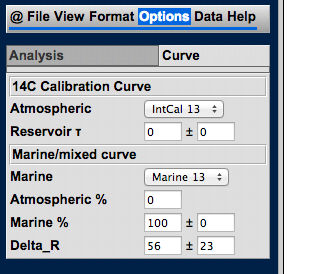 @ File View Format Options Data Help
Analysis Curve
14C Calibration Curve
Atmospheric IntCal 13
Reservoir τ 0 ± 0
Marine/mixed curve
Marine Marine 13
Atmospheric % 0
Marine % 100 ± 0
Delta_R 56 ± 23